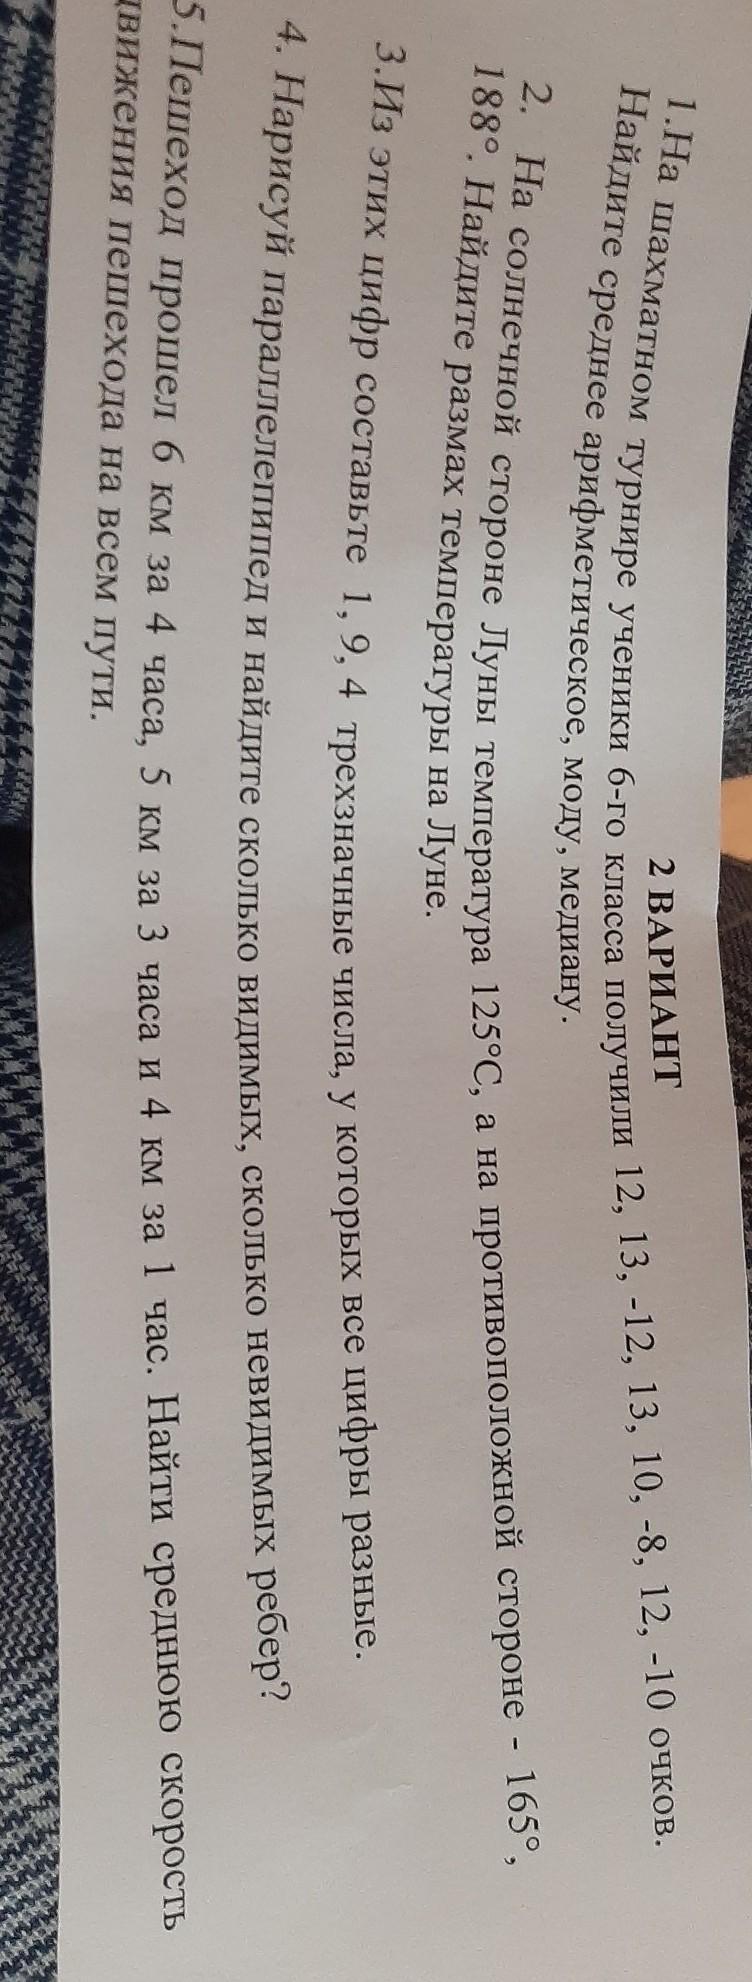 2 ВАРИАНТ
1.На шахматном турнире ученики 6-го класса получили 12, 13, -12, 13, 10, -8, 12, -10 очков.
Найдите среднее арифметическое, моду, медиану.
2. На солнечной стороне Луны температура 125°С, а на противоположной стороне - 165°,
188°. Найдите размах температуры на Луне.
3.Из этих цифр составьте 1, 9, 4 трехзначные числа, у которых все цифры разные.
4. Нарисуй параллелепипед и найдите сколько видимых, сколько невидимых ребер?
5.Пешеход прошел 6 км за 4 часа, 5 км за 3 часа и 4 км за 1 час. Найти среднюю скорость
движения пешехода на всем пути.